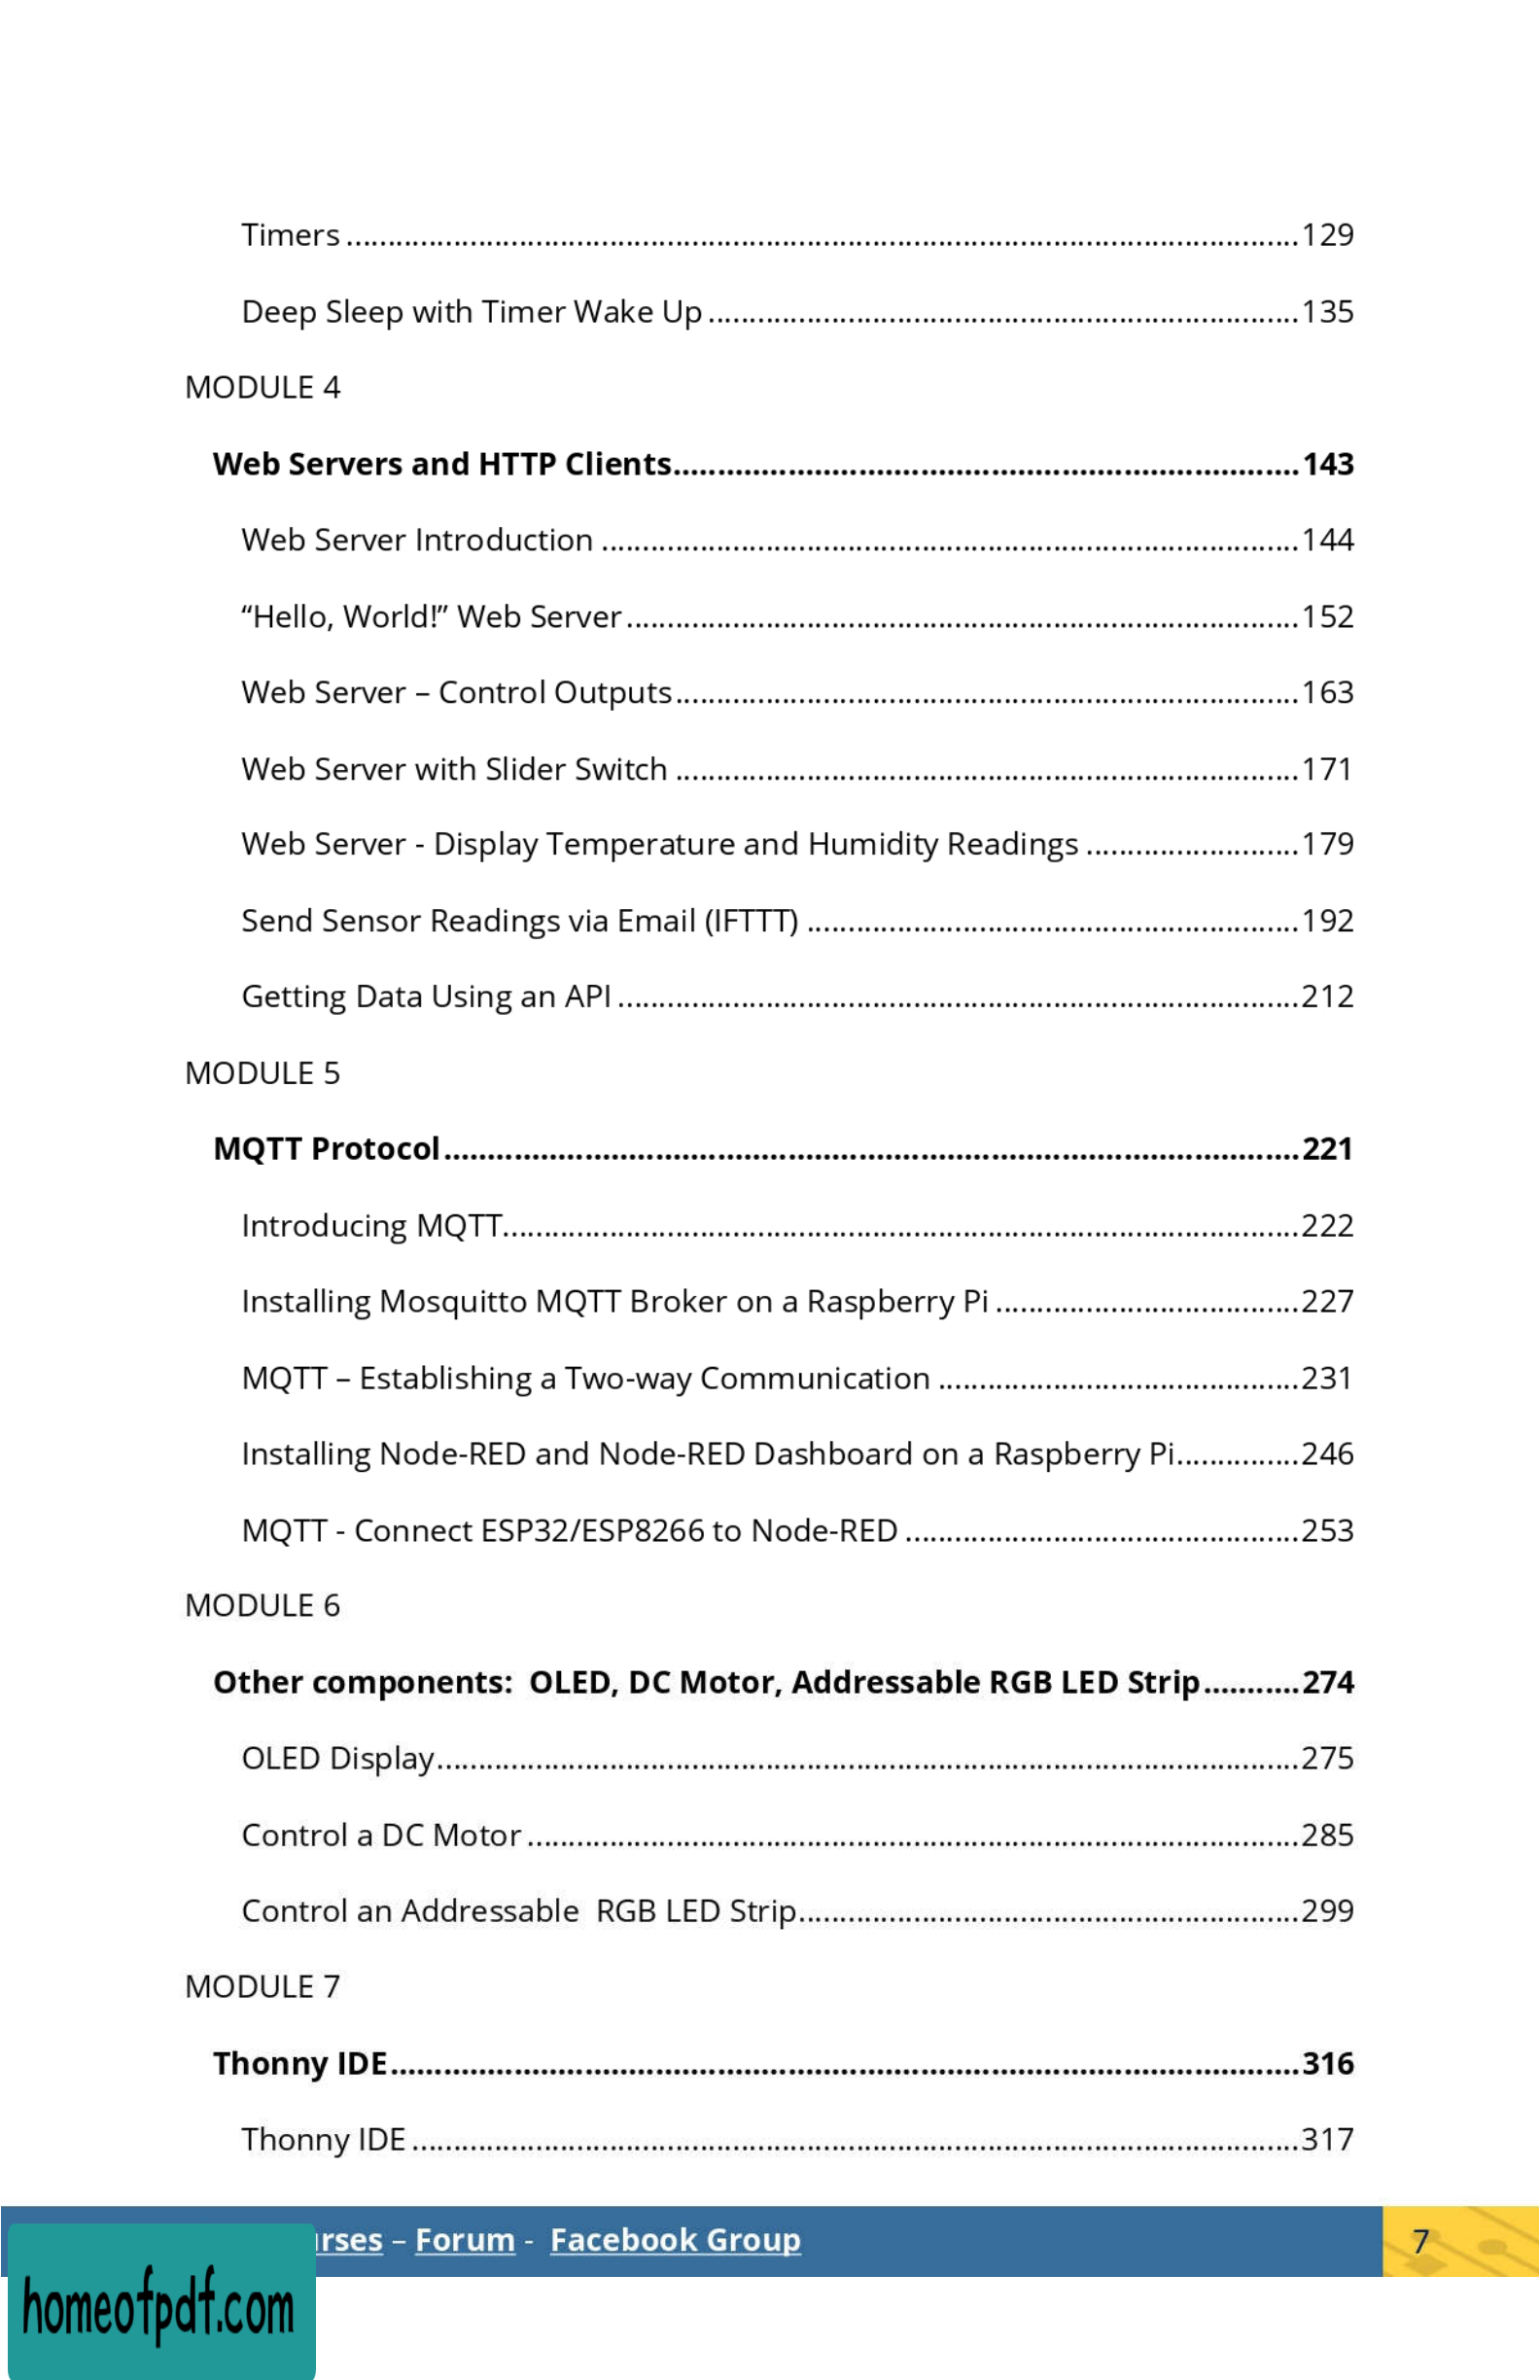 Timers ........ 129
Deep Sleep with Timer Wake Up ........ 135
MODULE 4
Web Servers and HTTP Clients ........ 143
Web Server Introduction ........ 144
“Hello, World!” Web Server ........ 152
Web Server – Control Outputs ........ 163
Web Server with Slider Switch ........ 171
Web Server - Display Temperature and Humidity Readings ........ 179
Send Sensor Readings via Email (IFTTT) ........ 192
Getting Data Using an API ........ 212
MODULE 5
MQTT Protocol ........ 221
Introducing MQTT ........ 222
Installing Mosquitto MQTT Broker on a Raspberry Pi ........ 227
MQTT – Establishing a Two-way Communication ........ 231
Installing Node-RED and Node-RED Dashboard on a Raspberry Pi ........ 246
MQTT - Connect ESP32/ESP8266 to Node-RED ........ 253
MODULE 6
Other components:  OLED, DC Motor, Addressable RGB LED Strip ........ 274
OLED Display ........ 275
Control a DC Motor ........ 285
Control an Addressable  RGB LED Strip ........ 299
MODULE 7
Thonny IDE ........ 316
Thonny IDE ........ 317
– Forum -  Facebook Group 7
homeofpdf.com